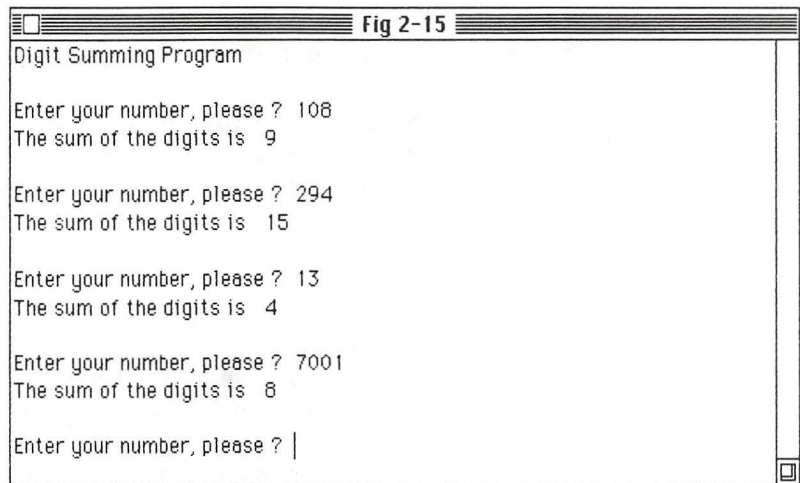 Fig 2-15
Digit Summing Program
Enter your number, please ? 108
The sum of the digits is 9
Enter your number, please ? 294
The sum of the digits is 15
Enter your number, please ? 13
The sum of the digits is 4
Enter your number, please ? 7001
The sum of the digits is 8
Enter your number, please ?